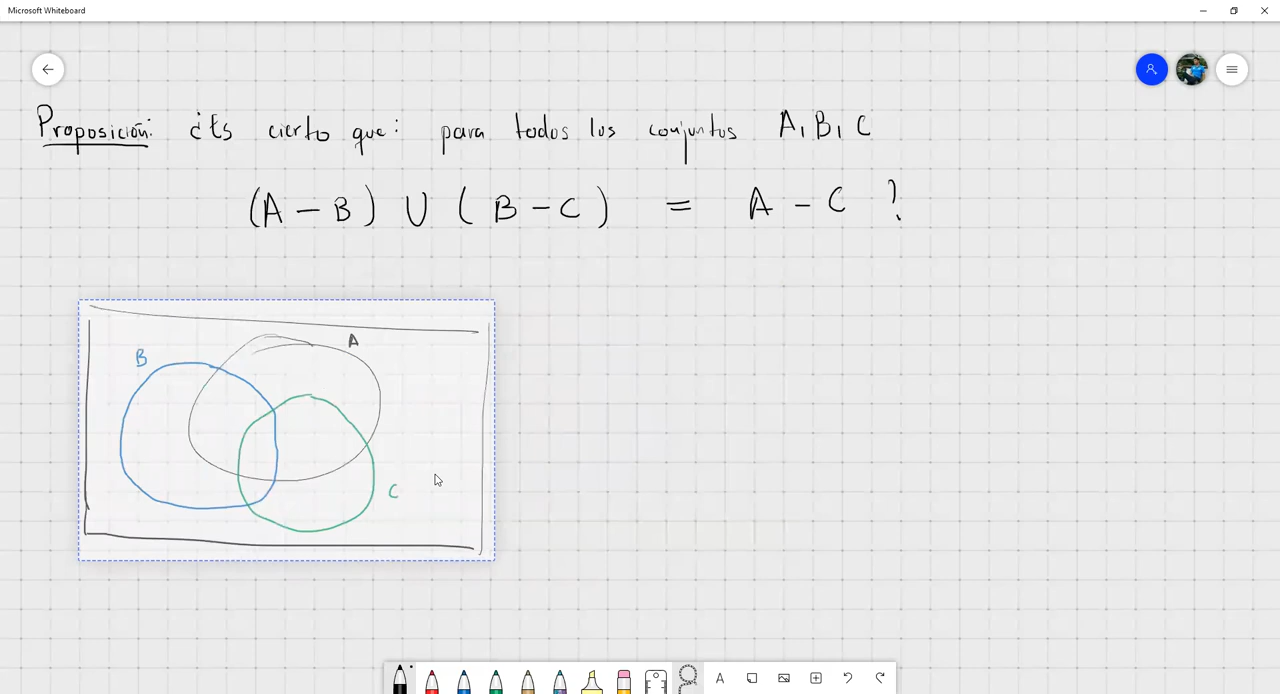 Microsoft Whiteboard
Proposición: ¿Es cierto que: para todos los conjuntos A, B, C
(A - B) ∪ (B - C) = A - C ?
A
B
C
A